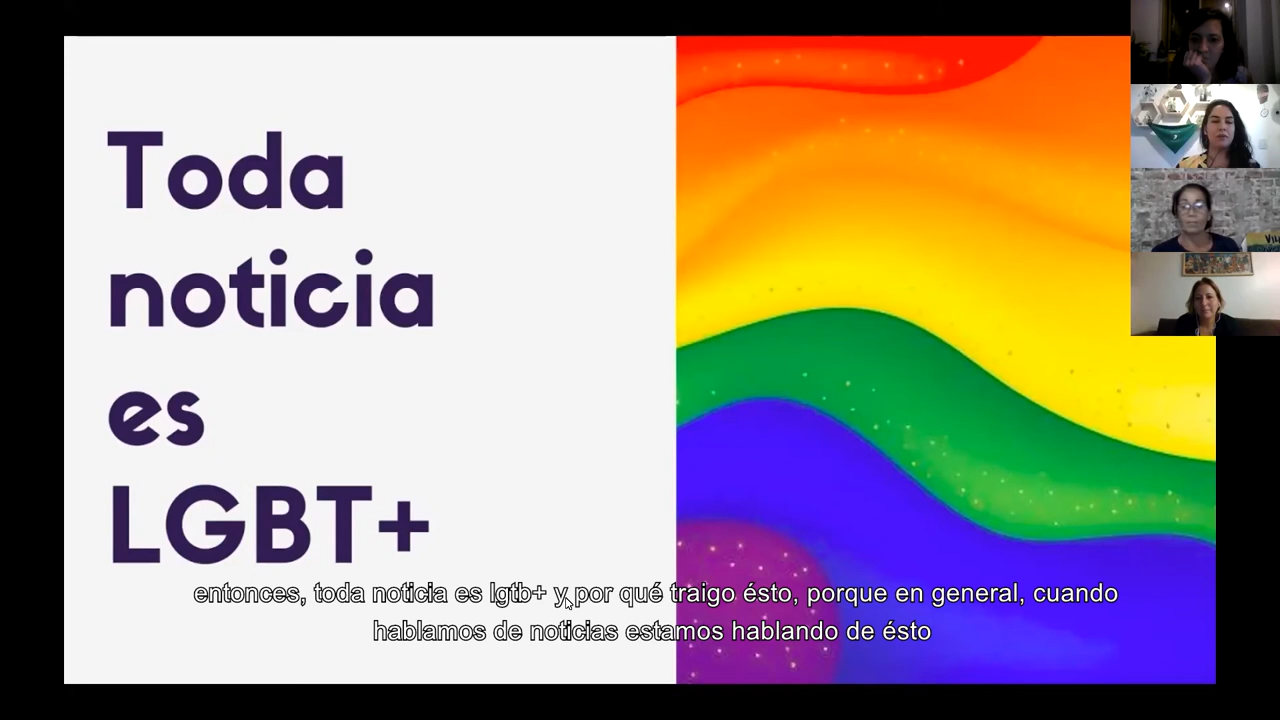 Toda
noticia
es
LGBT+
entonces, toda noticia es lgtb+ y por qué traigo ésto, porque en general, cuando
hablamos de noticias estamos hablando de ésto